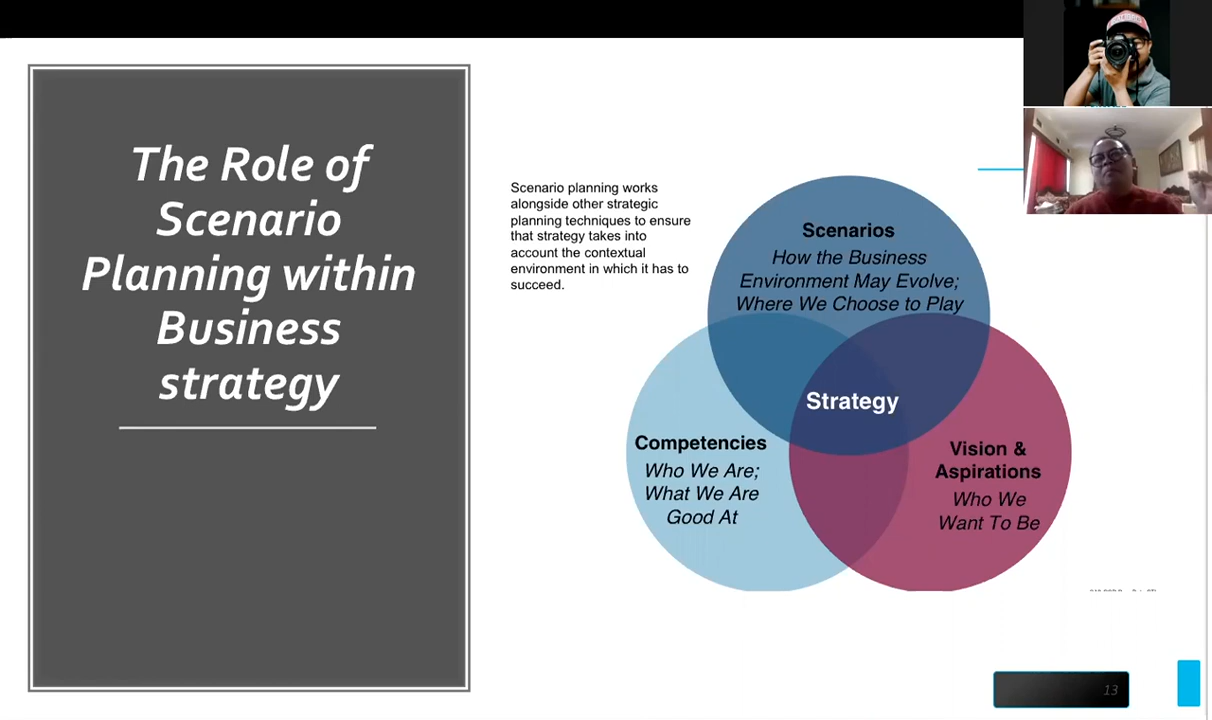 The Role of
Scenario
Planning within
Business
strategy
Scenario planning works
alongside other strategic
planning techniques to ensure
that strategy takes into
account the contextual
environment in which it has to
succeed.
Scenarios
How the Business
Environment May Evolve;
Where We Choose to Play
Strategy
Competencies
Who We Are;
What We Are
Good At
Vision &
Aspirations
Who We
Want To Be
13